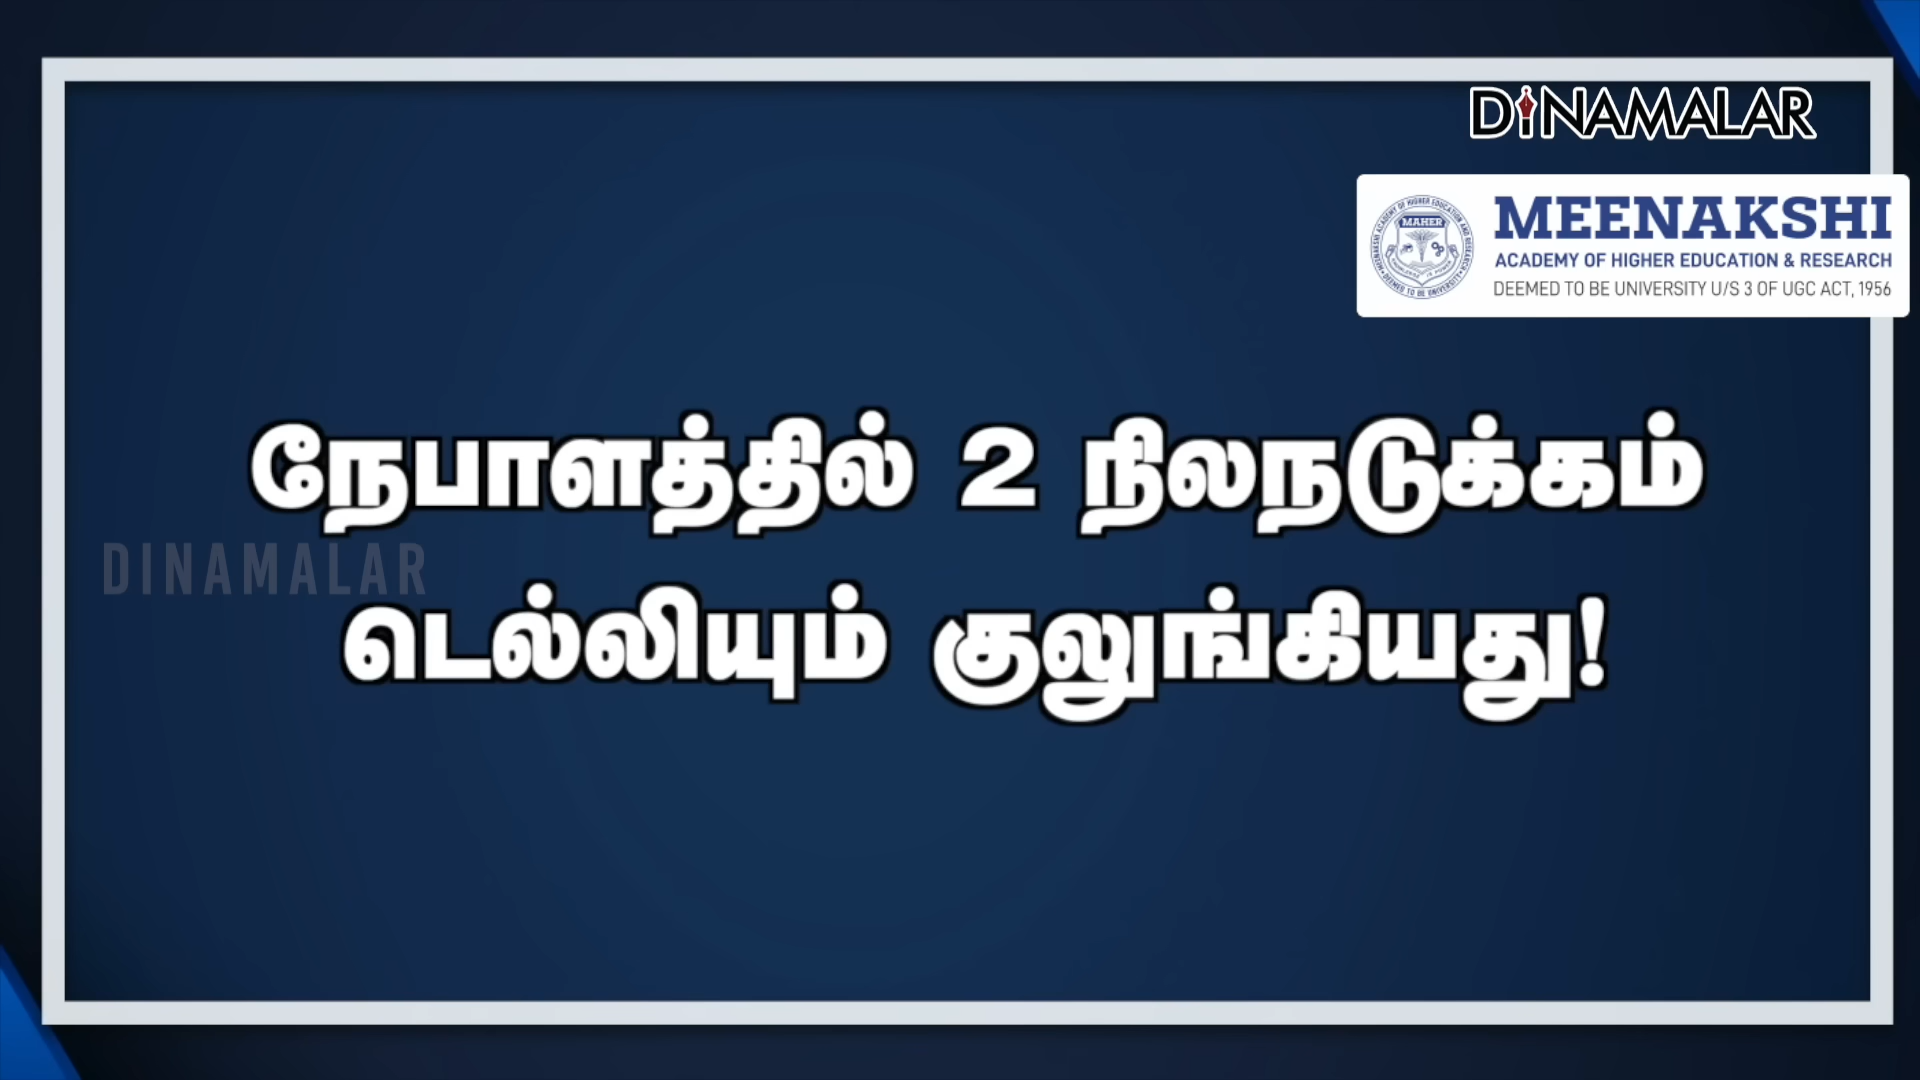 DINAMALAR
MEENAKSHI
ACADEMY OF HIGHER EDUCATION & RESEARCH
DEEMED TO BE UNIVERSITY U/S 3 OF UGC ACT, 1956
MAHER
நேபாளத்தில் 2 நிலநடுக்கம்
DINAMALAR
டெல்லியும் குலுங்கியது!